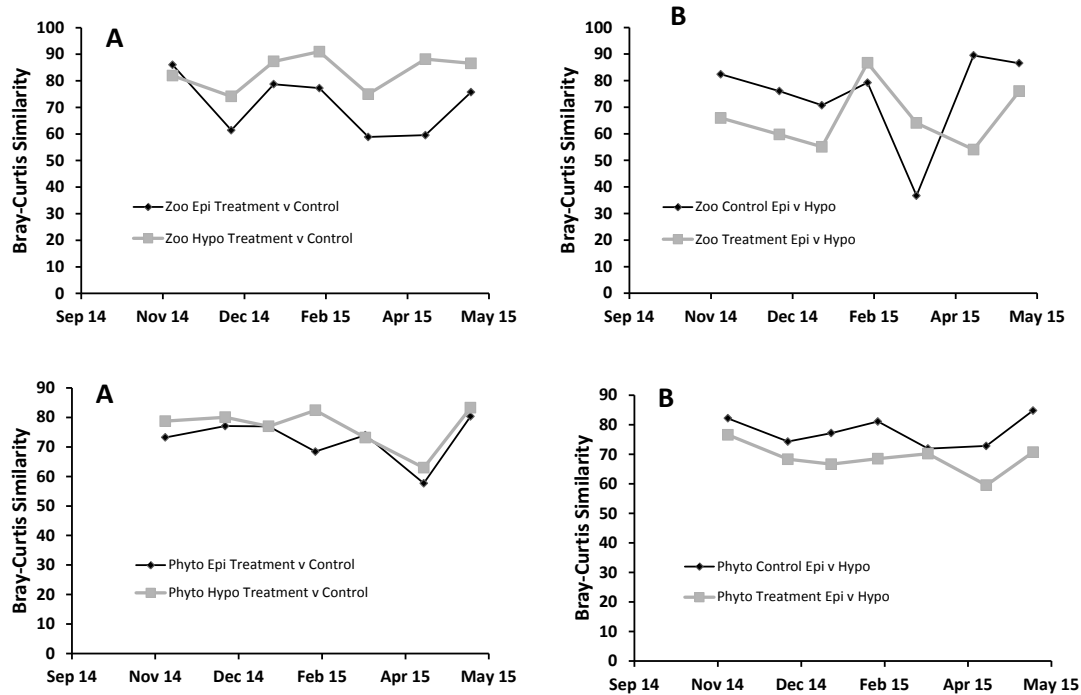 A
Bray-Curtis Similarity
100
90
80
70
60
50
40
30
20
10
0
Zoo Epi Treatment v Control
Zoo Hypo Treatment v Control
Sep 14 Nov 14 Dec 14 Feb 15 Apr 15 May 15
B
Bray-Curtis Similarity
100
90
80
70
60
50
40
30
20
10
0
Zoo Control Epi v Hypo
Zoo Treatment Epi v Hypo
Sep 14 Nov 14 Dec 14 Feb 15 Apr 15 May 15
A
Bray-Curtis Similarity
90
80
70
60
50
40
30
20
10
0
Phyto Epi Treatment v Control
Phyto Hypo Treatment v Control
Sep 14 Nov 14 Dec 14 Feb 15 Apr 15 May 15
B
Bray-Curtis Similarity
90
80
70
60
50
40
30
20
10
0
Phyto Control Epi v Hypo
Phyto Treatment Epi v Hypo
Sep 14 Nov 14 Dec 14 Feb 15 Apr 15 May 15